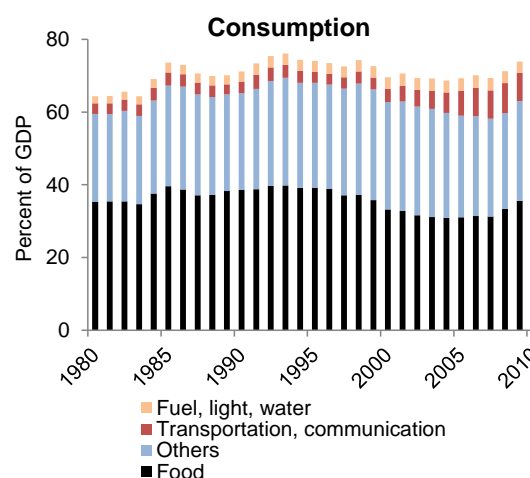 Consumption
80
60
40
20
0
Percent of GDP
1980
1985
1990
1995
2000
2005
2010
Fuel, light, water
Transportation, communication
Others
Food